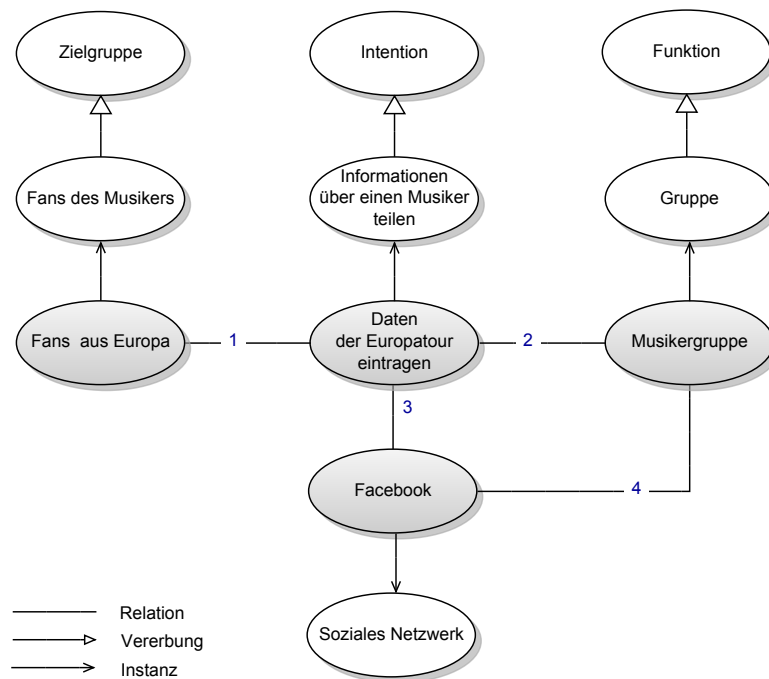 Zielgruppe
Intention
Funktion
Fans des Musikers
Informationen
über einen Musiker
teilen
Gruppe
Fans aus Europa
1
Daten
der Europatour
eintragen
2
Musikergruppe
3
Facebook
4
Soziales Netzwerk
Relation
Vererbung
Instanz